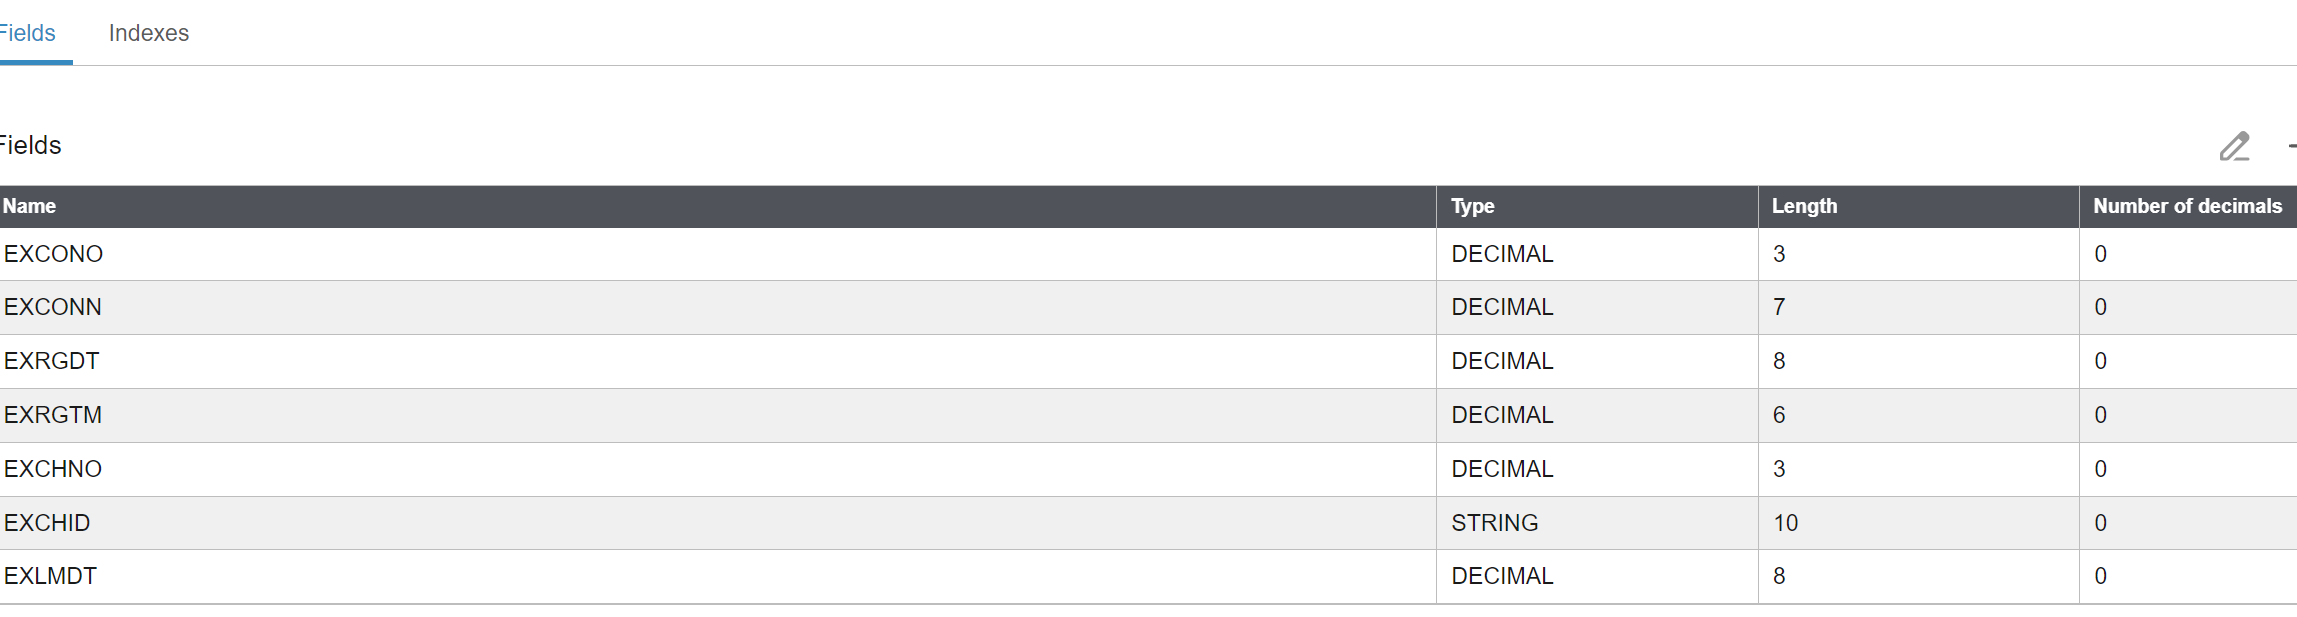 Fields Indexes
Fields
Name Type Length Number of decimals
EXCONO DECIMAL 3 0
EXCONN DECIMAL 7 0
EXRGDT DECIMAL 8 0
EXRGTM DECIMAL 6 0
EXCHNO DECIMAL 3 0
EXCHID STRING 10 0
EXLMDT DECIMAL 8 0